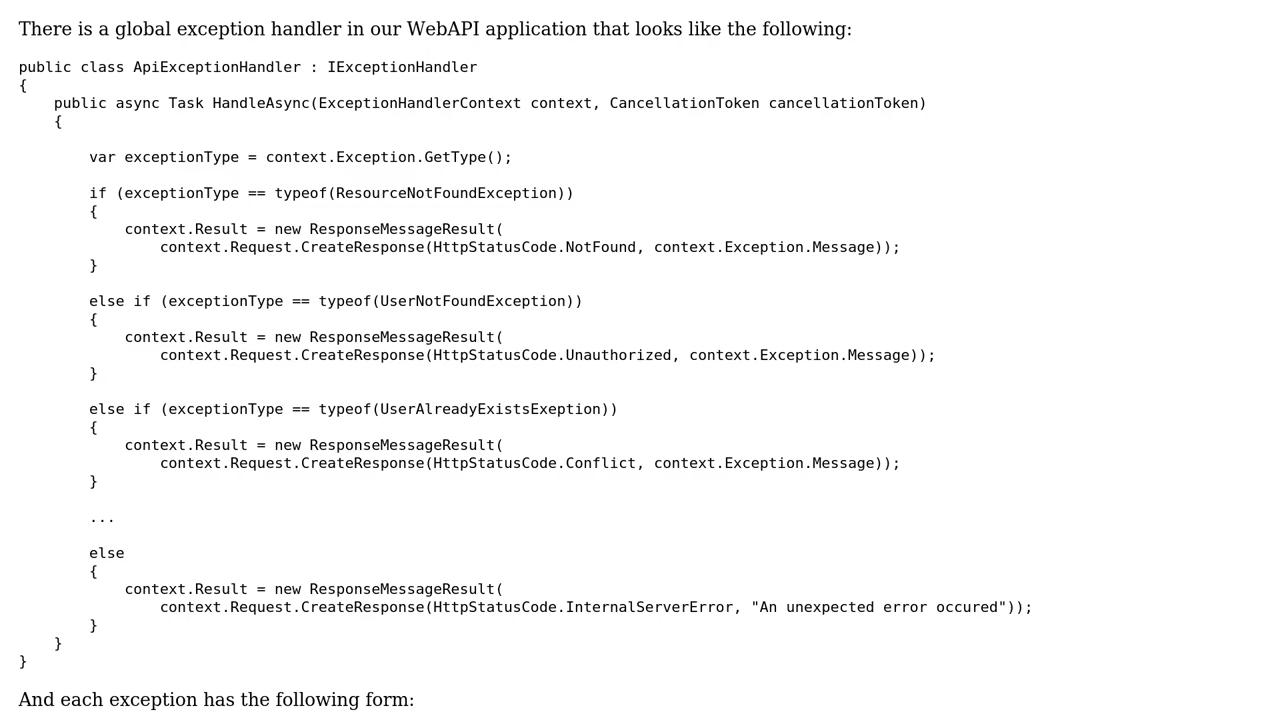 There is a global exception handler in our WebAPI application that looks like the following:
public class ApiExceptionHandler : IExceptionHandler
{
    public async Task HandleAsync(ExceptionHandlerContext context, CancellationToken cancellationToken)
    {
        var exceptionType = context.Exception.GetType();
        if (exceptionType == typeof(ResourceNotFoundException))
        {
            context.Result = new ResponseMessageResult(
                context.Request.CreateResponse(HttpStatusCode.NotFound, context.Exception.Message));
        }
        else if (exceptionType == typeof(UserNotFoundException))
        {
            context.Result = new ResponseMessageResult(
                context.Request.CreateResponse(HttpStatusCode.Unauthorized, context.Exception.Message));
        }
        else if (exceptionType == typeof(UserAlreadyExistsExeption))
        {
            context.Result = new ResponseMessageResult(
                context.Request.CreateResponse(HttpStatusCode.Conflict, context.Exception.Message));
        }
        ...
        else
        {
            context.Result = new ResponseMessageResult(
                context.Request.CreateResponse(HttpStatusCode.InternalServerError, "An unexpected error occured"));
        }
    }
}
And each exception has the following form: